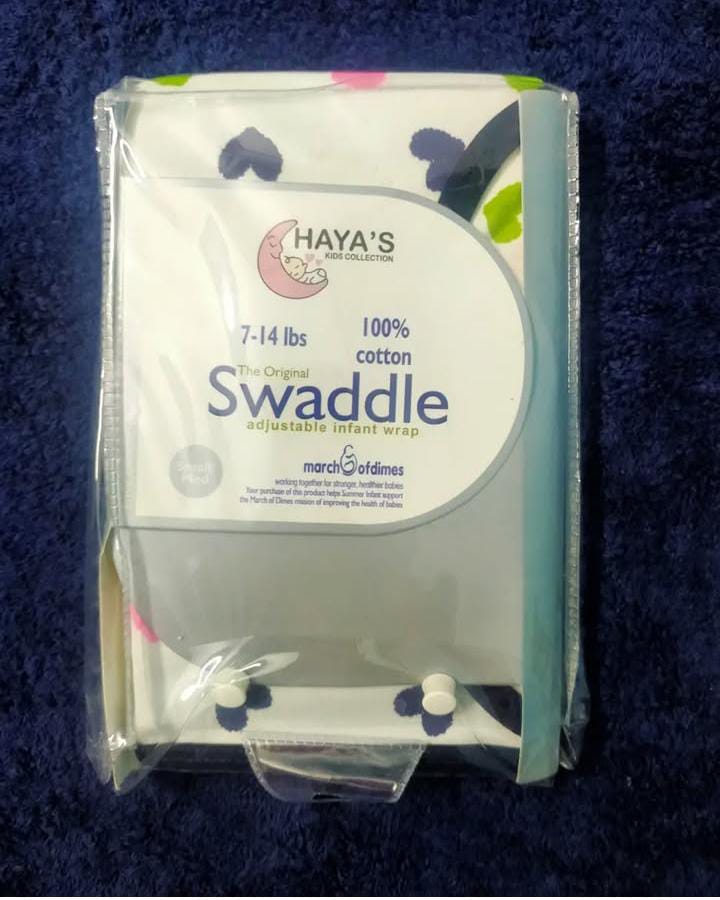 HAYA'S
KIDS COLLECTION
7-14 lbs
100%
cotton
The Original
Swaddle
adjustable infant wrap
Small
Med
march ofdimes
working together for stronger, healthier babies
Your purchase of this product helps Summer Infant support
the March of Dimes mission of improving the health of babies